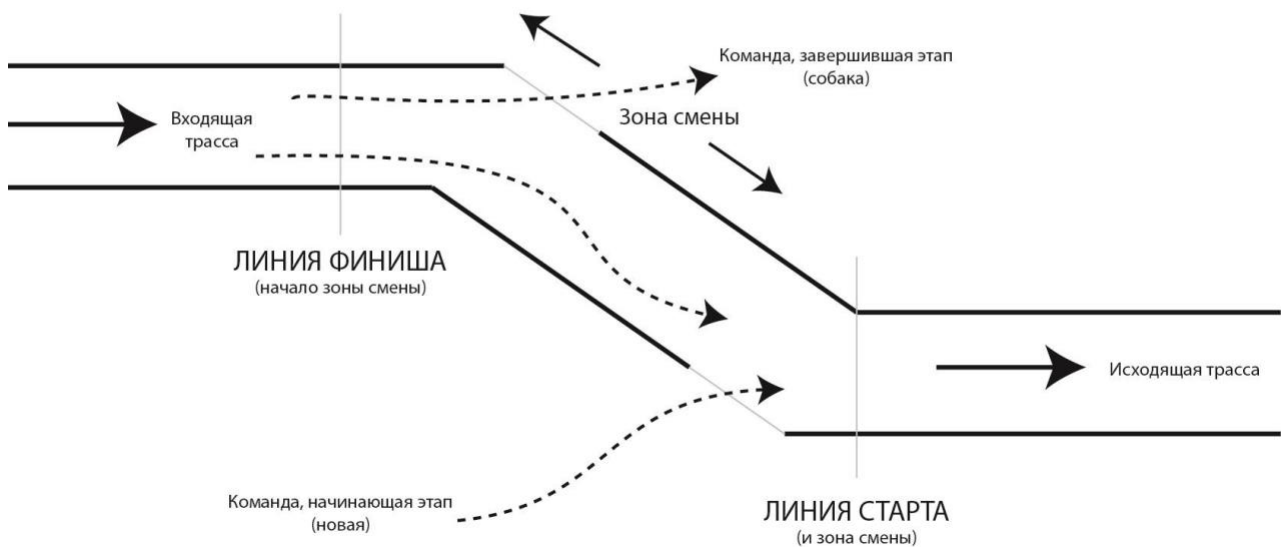 Команда, завершившая этап
(собака)
Зона смены
Входящая
трасса
ЛИНИЯ ФИНИША
(начало зоны смены)
Исходящая трасса
Команда, начинающая этап
(новая)
ЛИНИЯ СТАРТА
(и зона смены)